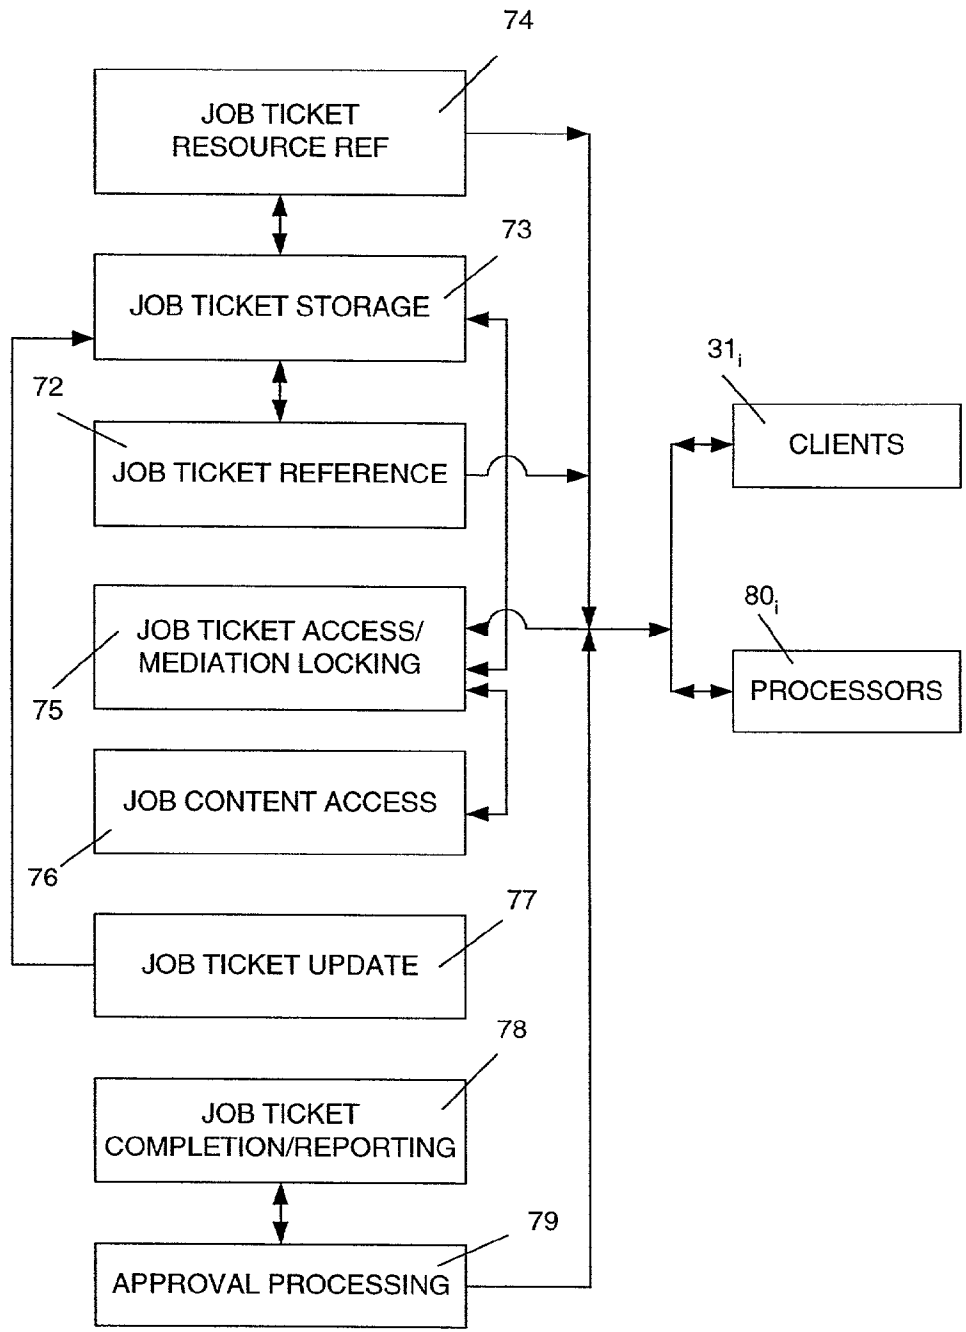 74
JOB TICKET
RESOURCE REF
73
JOB TICKET STORAGE
72
JOB TICKET REFERENCE
31i
CLIENTS
JOB TICKET ACCESS/
MEDIATION LOCKING
75
80i
PROCESSORS
JOB CONTENT ACCESS
76
77
JOB TICKET UPDATE
78
JOB TICKET
COMPLETION/REPORTING
79
APPROVAL PROCESSING